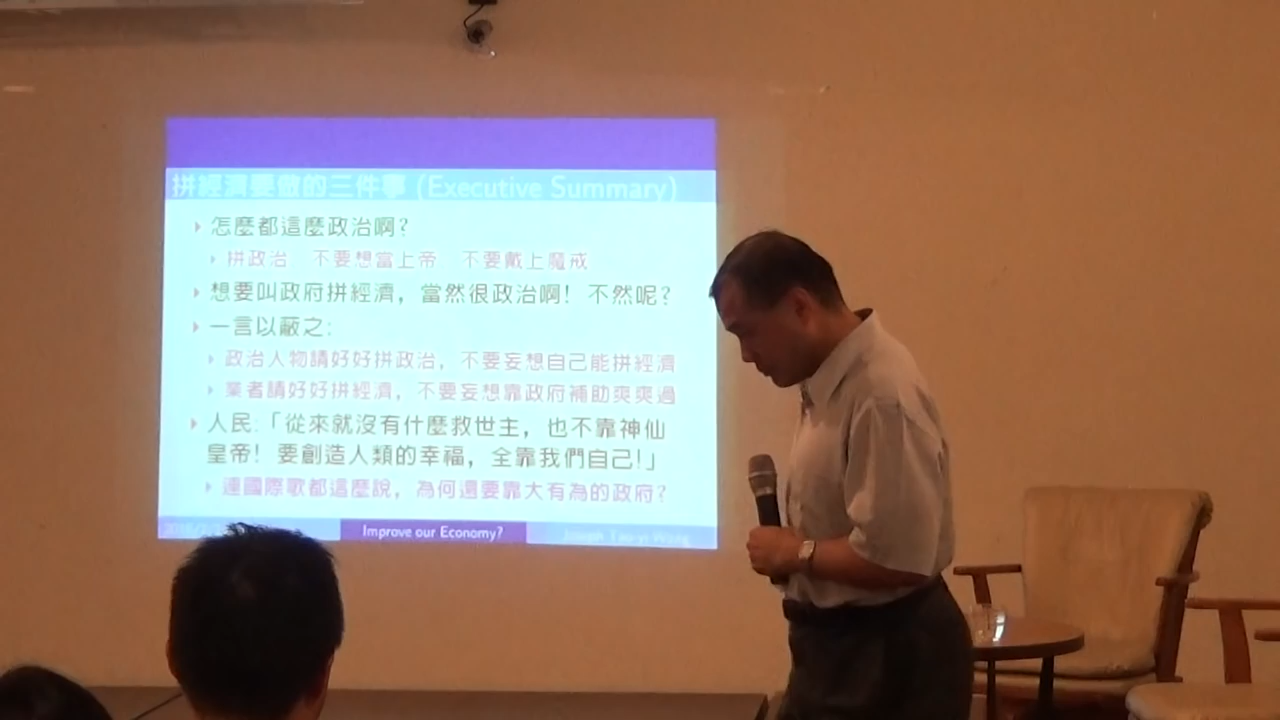 拼經濟要做的三件事 (Executive Summary)
怎麼都這麼政治啊?
拼政治 不要想當上帝 不要戴上魔戒
想要叫政府拼經濟，當然很政治啊! 不然呢?
一言以蔽之:
政治人物請好好拼政治，不要妄想自己能拼經濟
業者請好好拼經濟，不要妄想靠政府補助爽爽過
人民:「從來就沒有什麼救世主，也不靠神仙
皇帝! 要創造人類的幸福，全靠我們自己!」
連國際歌都這麼說，為何還要靠大有為的政府?
Improve our Economy?
Joseph Tao-yi Wang